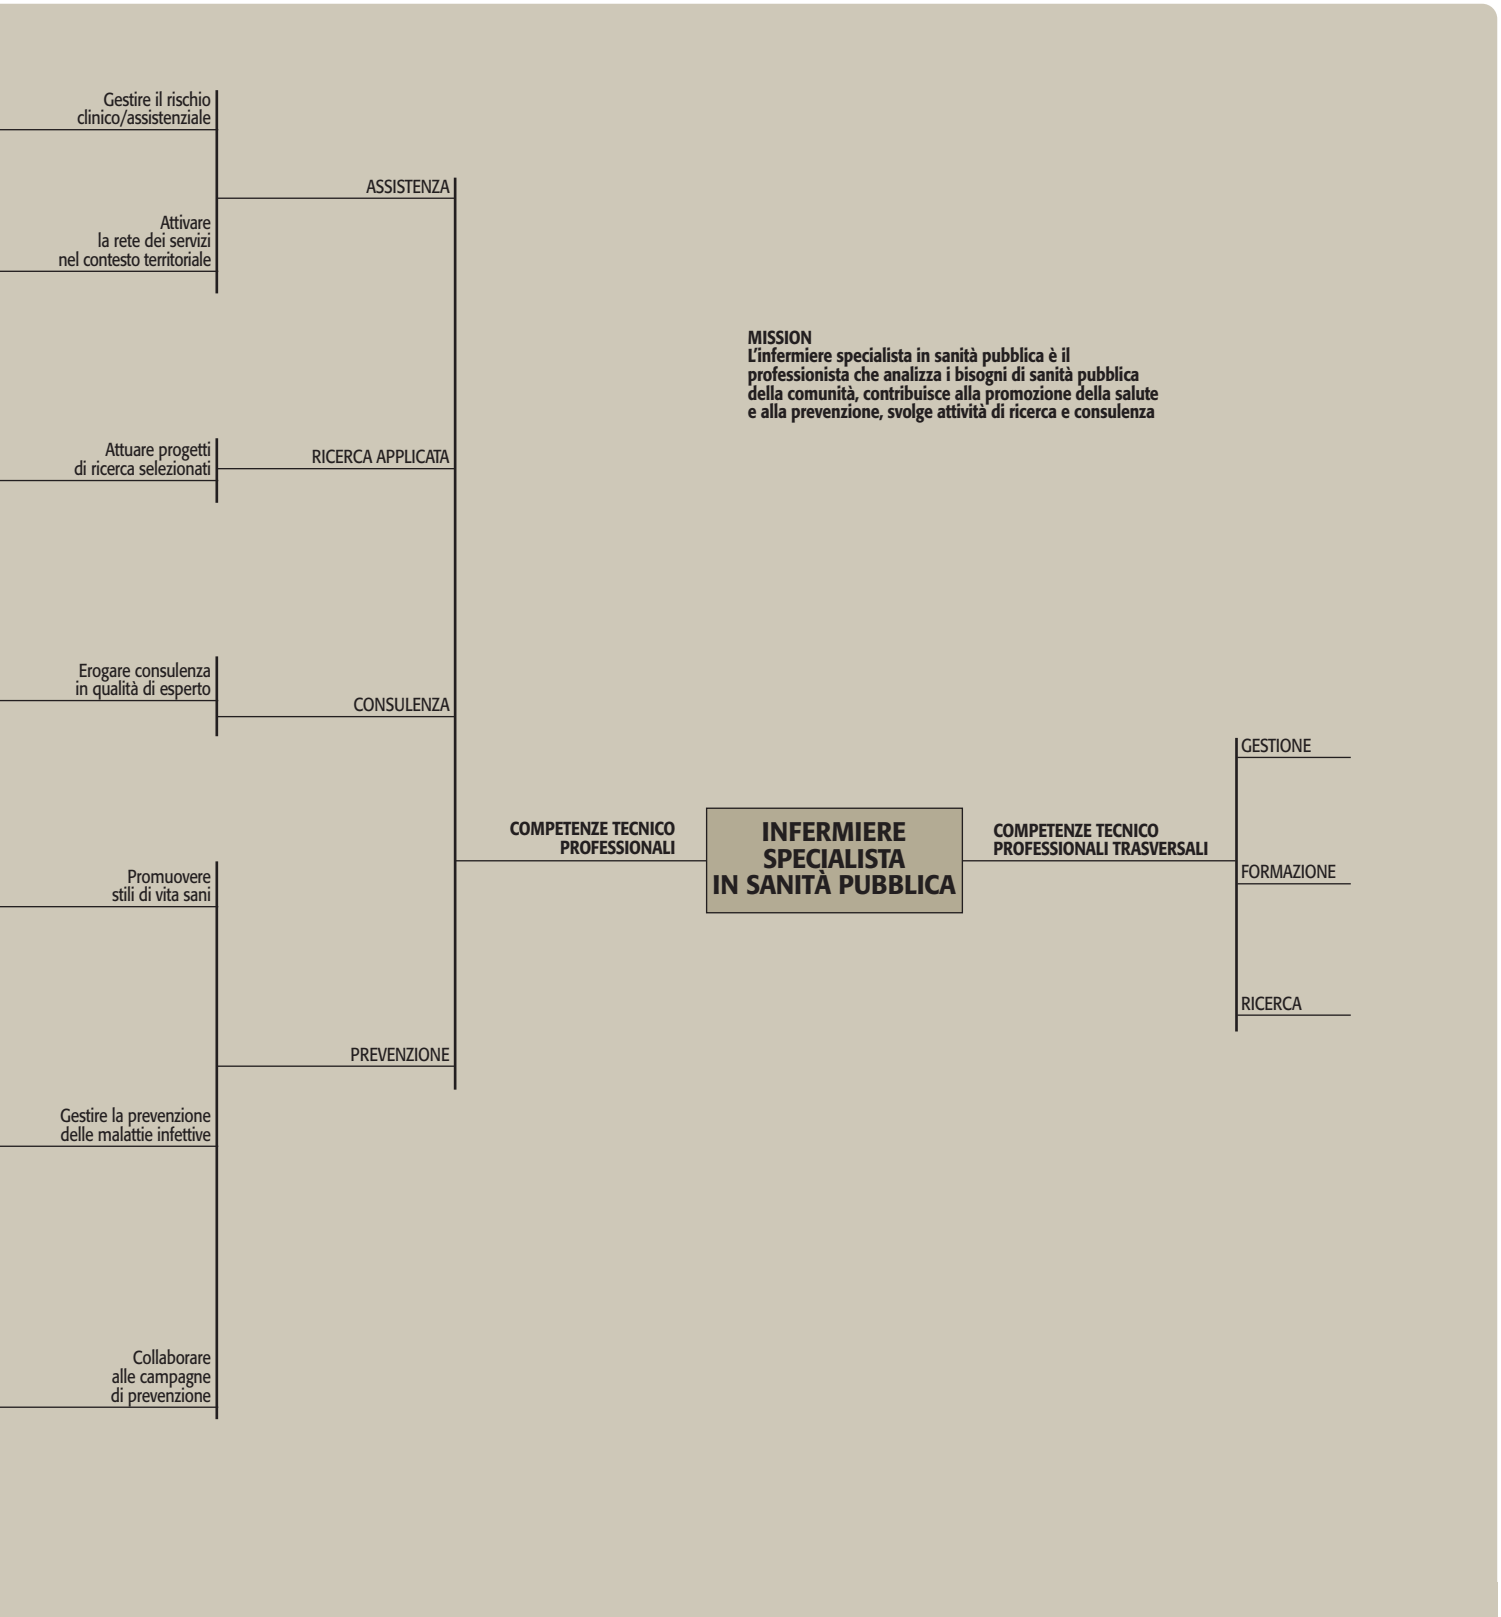 Gestire il rischio
clinico/assistenziale
ASSISTENZA
Attivare
la rete dei servizi
nel contesto territoriale
MISSION
L'infermiere specialista in sanità pubblica è il
professionista che analizza i bisogni di sanità pubblica
della comunità, contribuisce alla promozione della salute
e alla prevenzione, svolge attività di ricerca e consulenza
Attuare progetti
di ricerca selezionati
RICERCA APPLICATA
Erogare consulenza
in qualità di esperto
CONSULENZA
COMPETENZE TECNICO
PROFESSIONALI
INFERMIERE
SPECIALISTA
IN SANITÀ PUBBLICA
COMPETENZE TECNICO
PROFESSIONALI TRASVERSALI
GESTIONE
FORMAZIONE
RICERCA
Promuovere
stili di vita sani
PREVENZIONE
Gestire la prevenzione
delle malattie infettive
Collaborare
alle campagne
di prevenzione